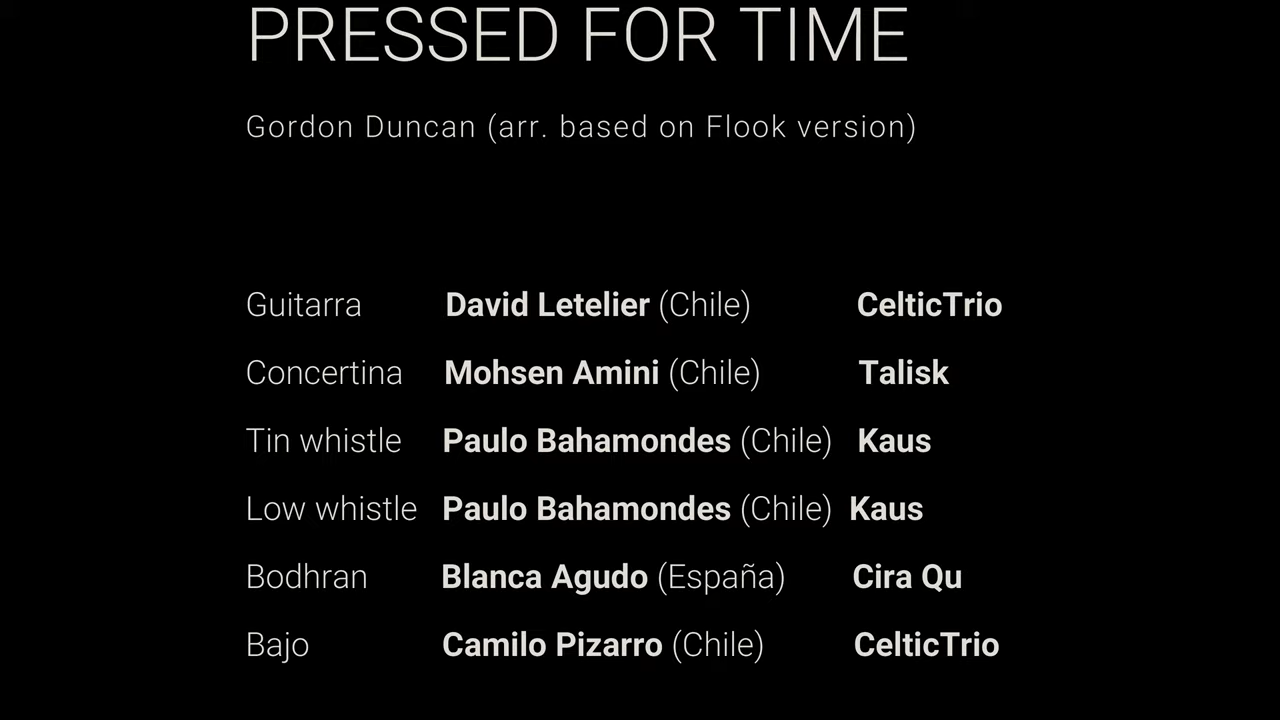 PRESSED FOR TIME
Gordon Duncan (arr. based on Flook version)
Guitarra David Letelier (Chile) CelticTrio
Concertina Mohsen Amini (Chile) Talisk
Tin whistle Paulo Bahamondes (Chile) Kaus
Low whistle Paulo Bahamondes (Chile) Kaus
Bodhran Blanca Agudo (España) Cira Qu
Bajo Camilo Pizarro (Chile) CelticTrio